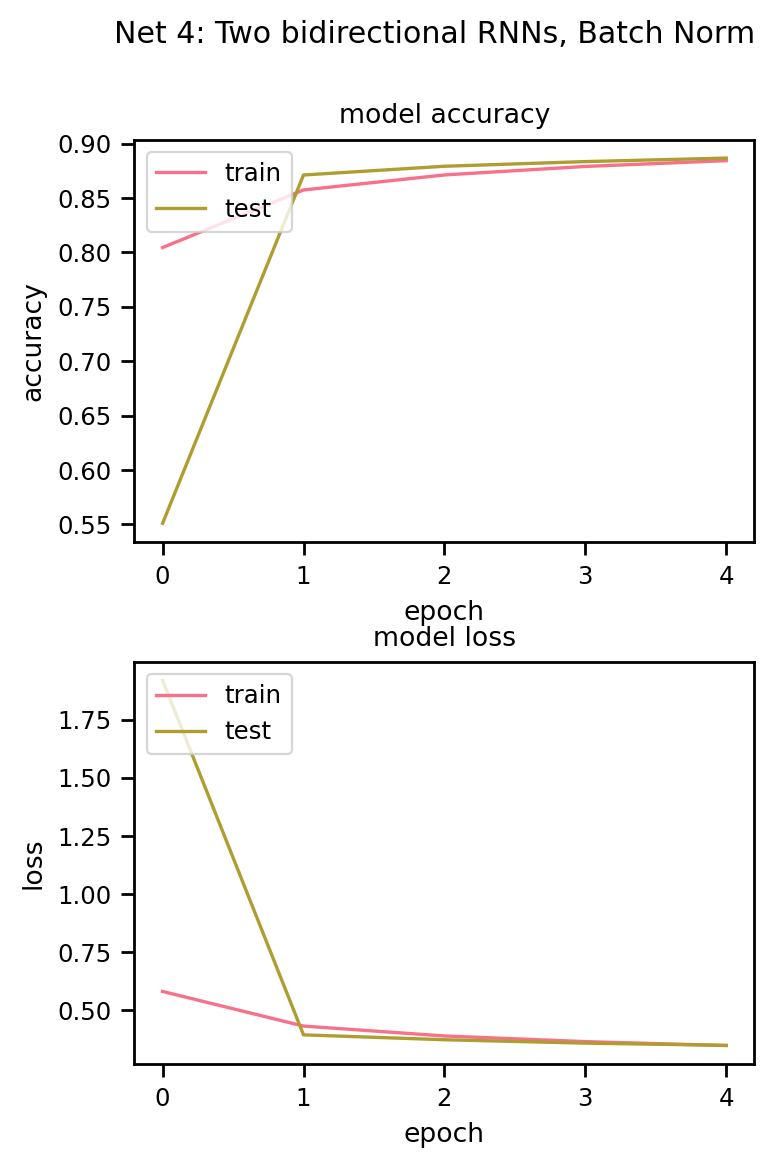 Net 4: Two bidirectional RNNs, Batch Norm
model accuracy
0.90
0.85
0.80
0.75
0.70
0.65
0.60
0.55
accuracy
train
test
0 1 2 3 4
epoch
model loss
1.75
1.50
1.25
1.00
0.75
0.50
loss
train
test
0 1 2 3 4
epoch